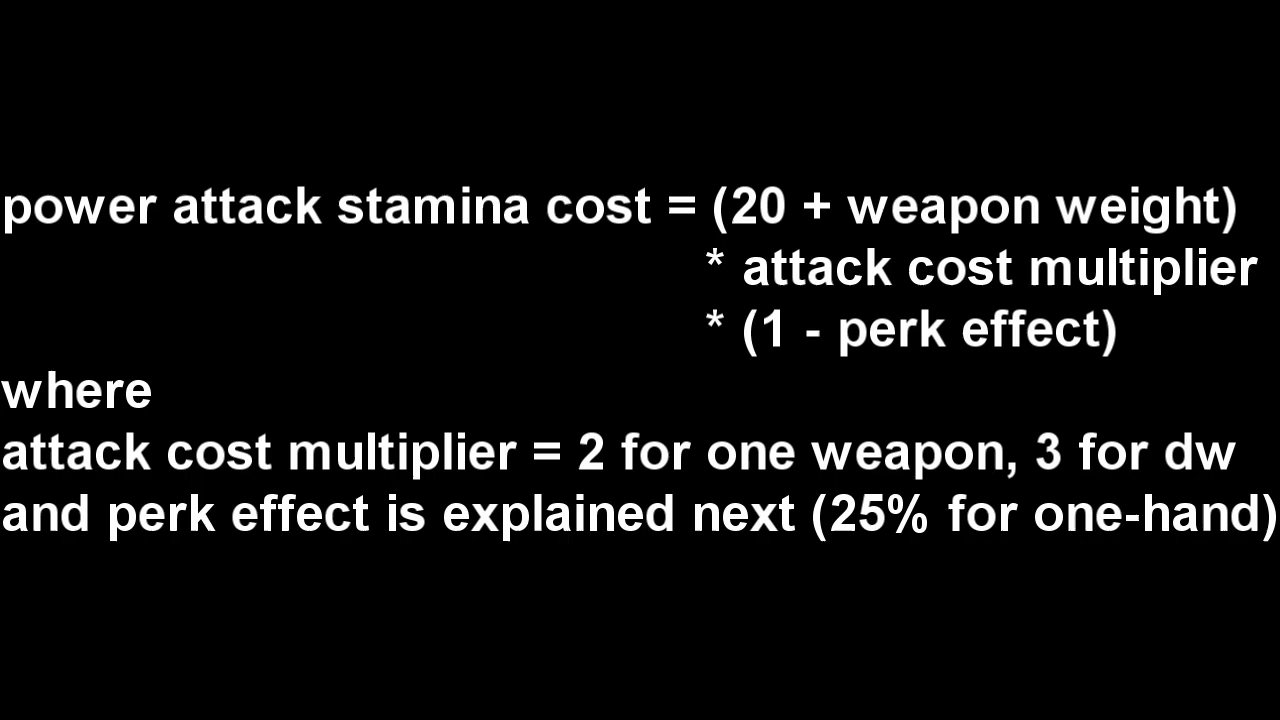 power attack stamina cost = (20 + weapon weight)
* attack cost multiplier
* (1 - perk effect)
where
attack cost multiplier = 2 for one weapon, 3 for dw
and perk effect is explained next (25% for one-hand)